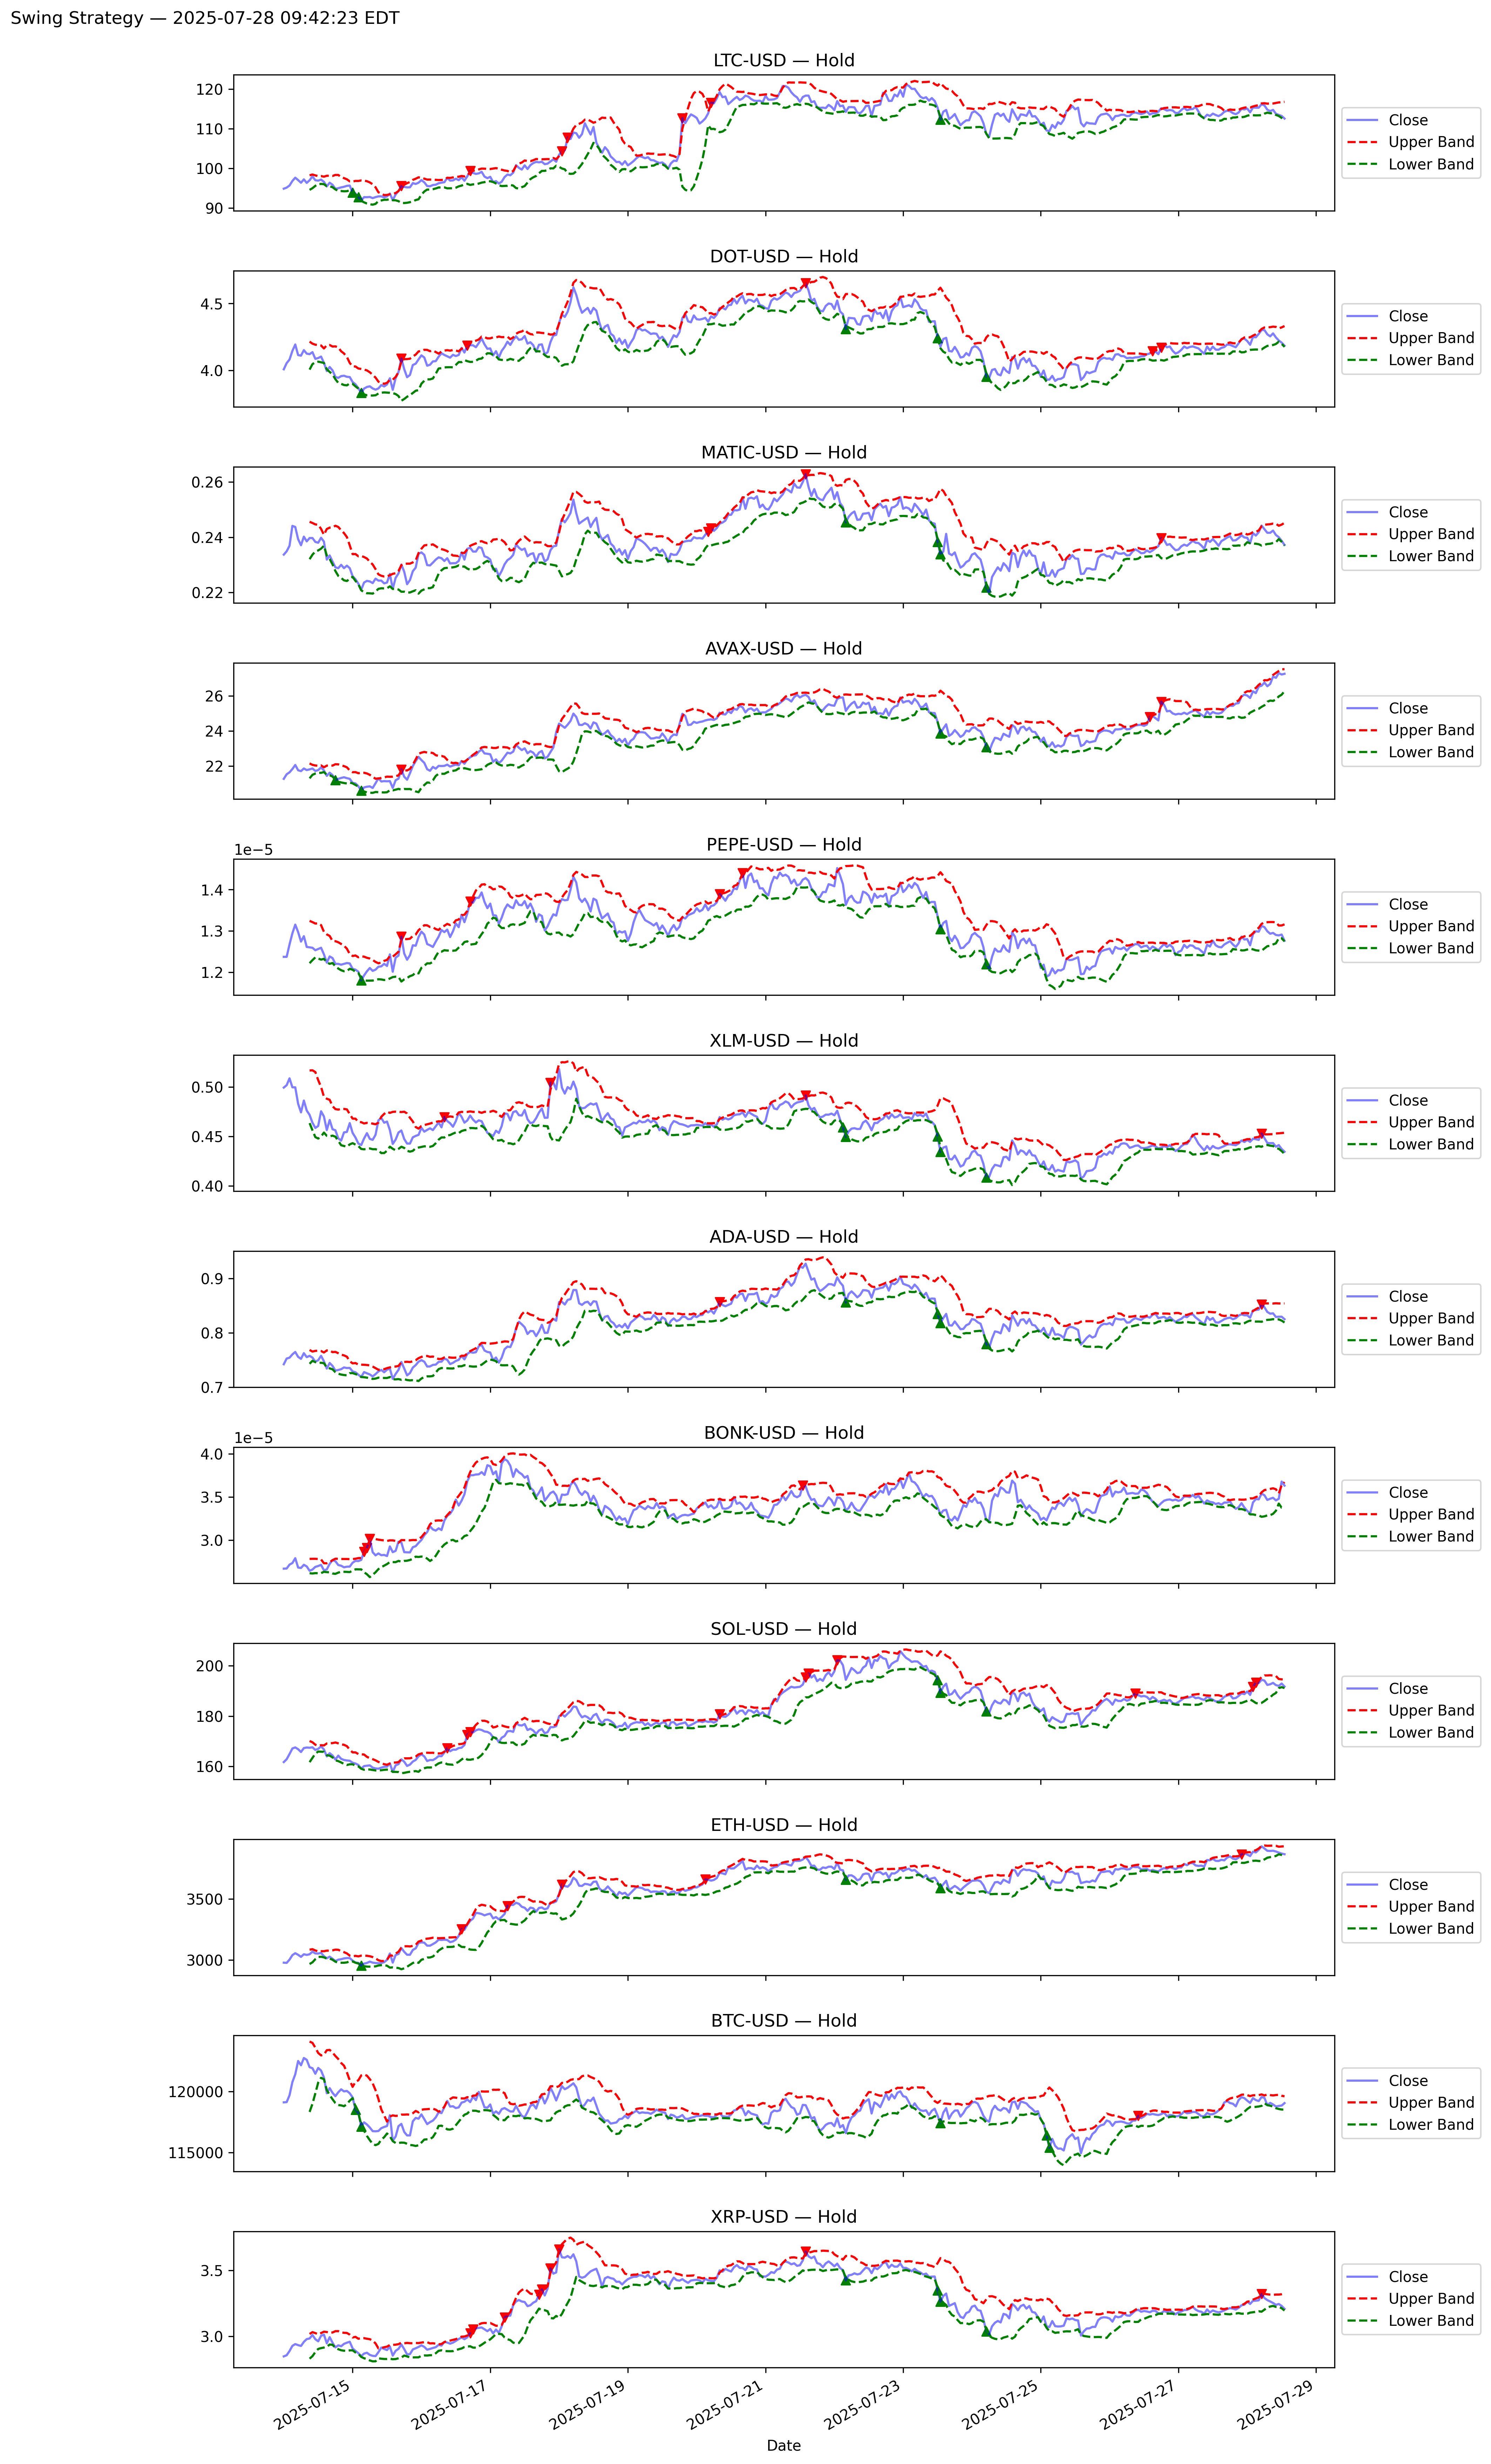 Swing Strategy — 2025-07-28 09:42:23 EDT
LTC-USD — Hold
120
110
100
90
Close
Upper Band
Lower Band
DOT-USD — Hold
4.5
4.0
Close
Upper Band
Lower Band
MATIC-USD — Hold
0.26
0.24
0.22
Close
Upper Band
Lower Band
AVAX-USD — Hold
26
24
22
Close
Upper Band
Lower Band
PEPE-USD — Hold
1e−5
1.4
1.3
1.2
Close
Upper Band
Lower Band
XLM-USD — Hold
0.50
0.45
0.40
Close
Upper Band
Lower Band
ADA-USD — Hold
0.9
0.8
0.7
Close
Upper Band
Lower Band
BONK-USD — Hold
1e−5
4.0
3.5
3.0
Close
Upper Band
Lower Band
SOL-USD — Hold
200
180
160
Close
Upper Band
Lower Band
ETH-USD — Hold
3500
3000
Close
Upper Band
Lower Band
BTC-USD — Hold
120000
115000
Close
Upper Band
Lower Band
XRP-USD — Hold
3.5
3.0
Close
Upper Band
Lower Band
2025-07-15
2025-07-17
2025-07-19
2025-07-21
2025-07-23
2025-07-25
2025-07-27
2025-07-29
Date